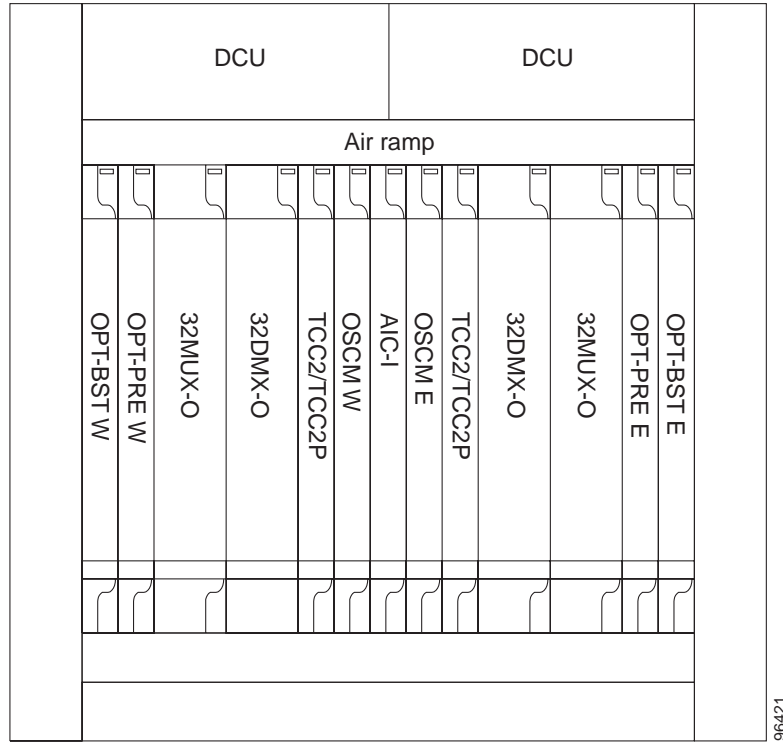 DCU
DCU
Air ramp
OPT-BST W
OPT-PRE W
32MUX-O
32DMX-O
TCC2/TCC2P
OSCM W
AIC-I
OSCM E
TCC2/TCC2P
32DMX-O
32MUX-O
OPT-PRE E
OPT-BST E
96421